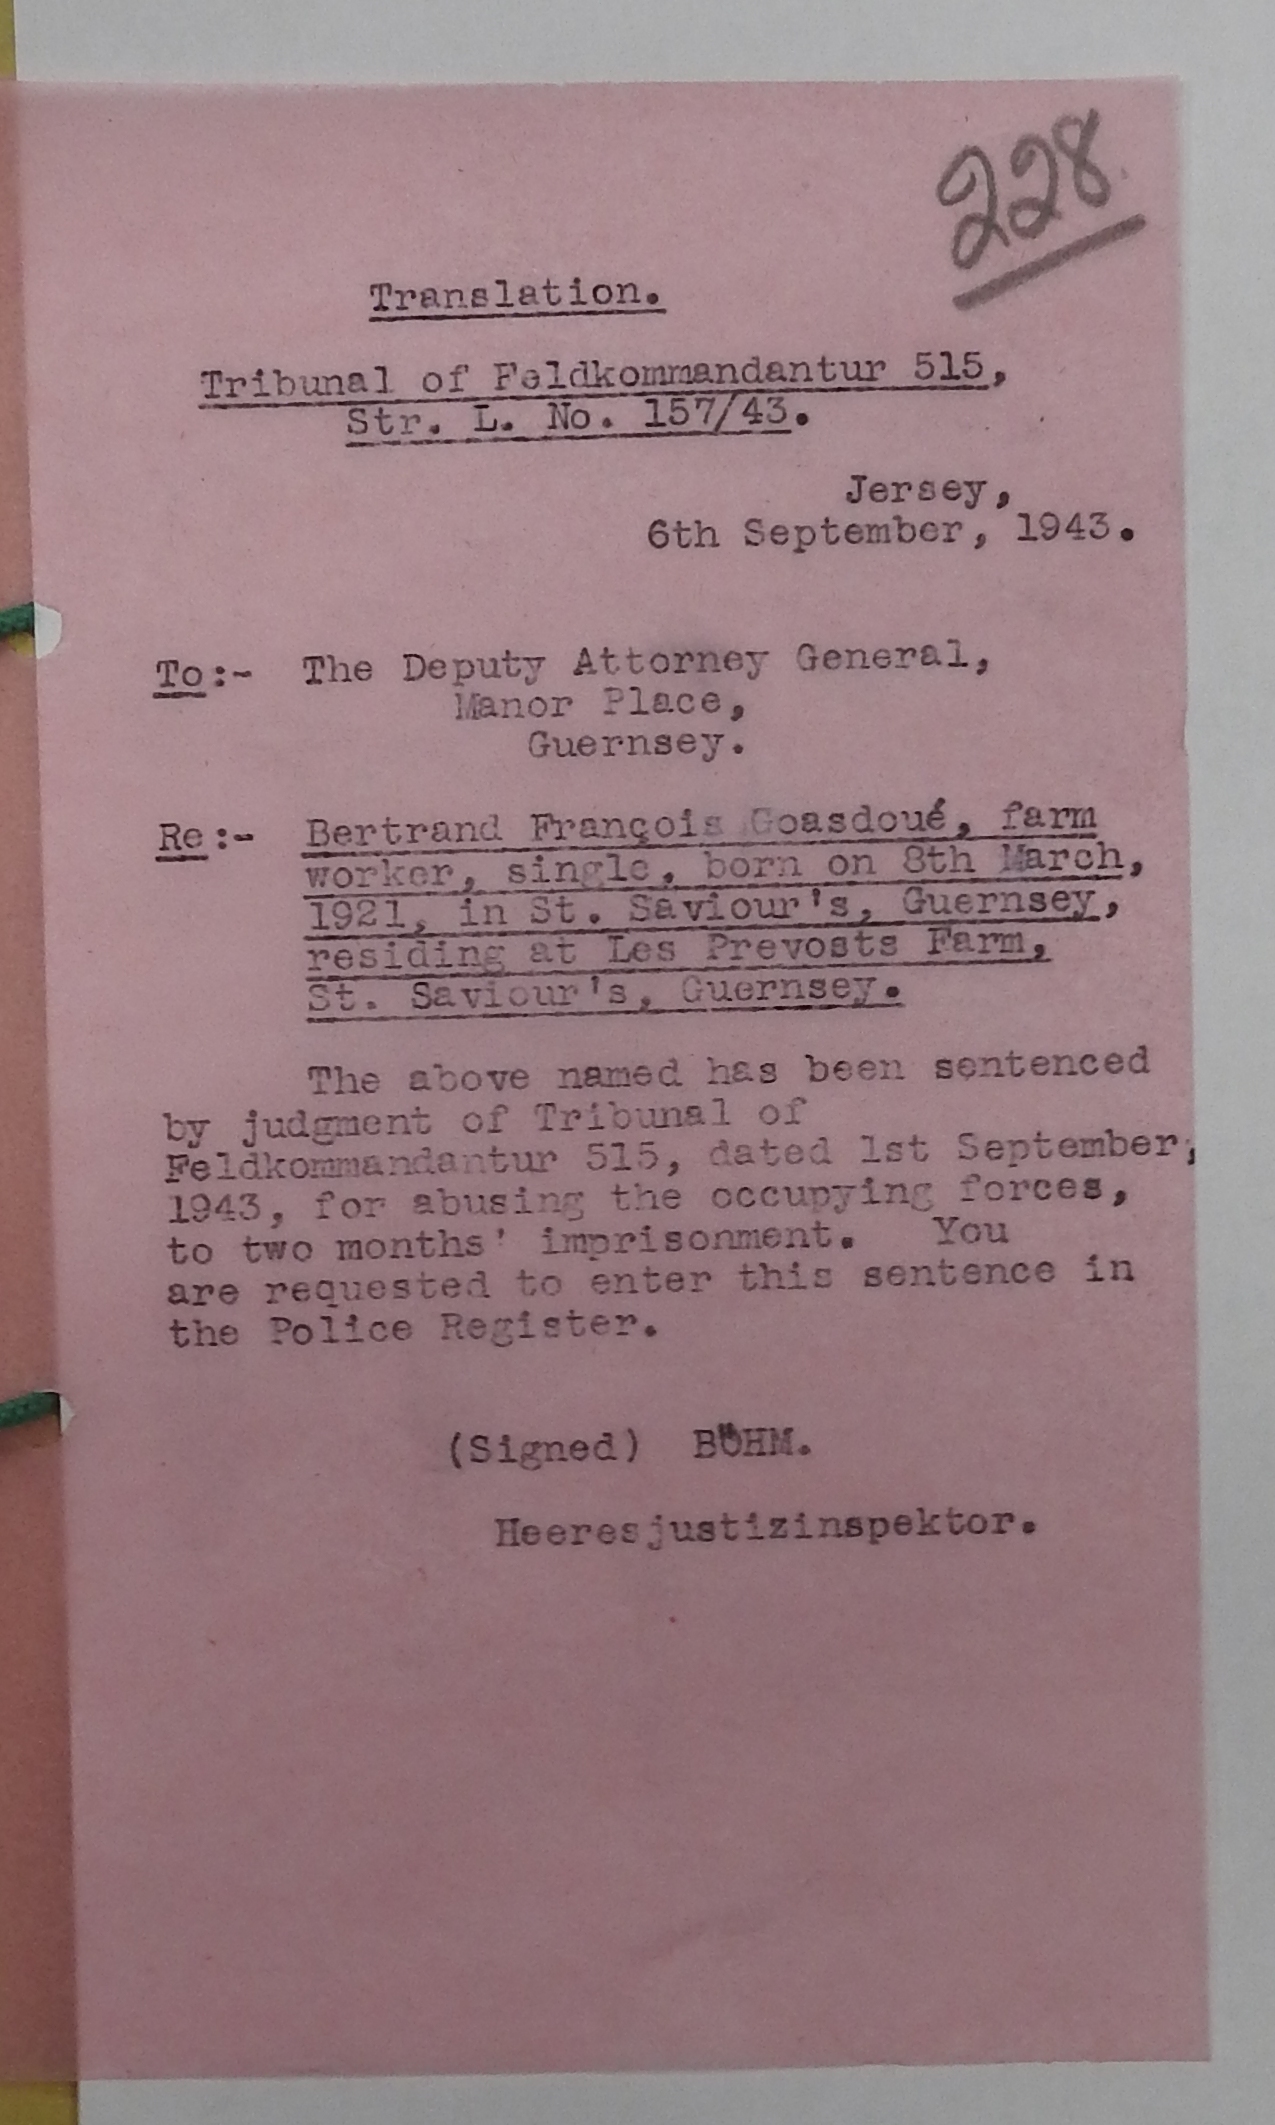 228.
Translation.
Tribunal of Feldkommandantur 515,
Str. L. No. 157/43.
Jersey,
6th September, 1943.
To:- The Deputy Attorney General,
Manor Place,
Guernsey.
Re:- Bertrand François Goasdoué, farm
worker, single, born on 8th March,
1921, in St. Saviour's, Guernsey,
residing at Les Prevosts Farm,
St. Saviour's, Guernsey.
The above named has been sentenced
by judgment of Tribunal of
Feldkommandantur 515, dated 1st September,
1943, for abusing the occupying forces,
to two months' imprisonment. You
are requested to enter this sentence in
the Police Register.
(Signed) BÖHM.
Heeresjustizinspektor.